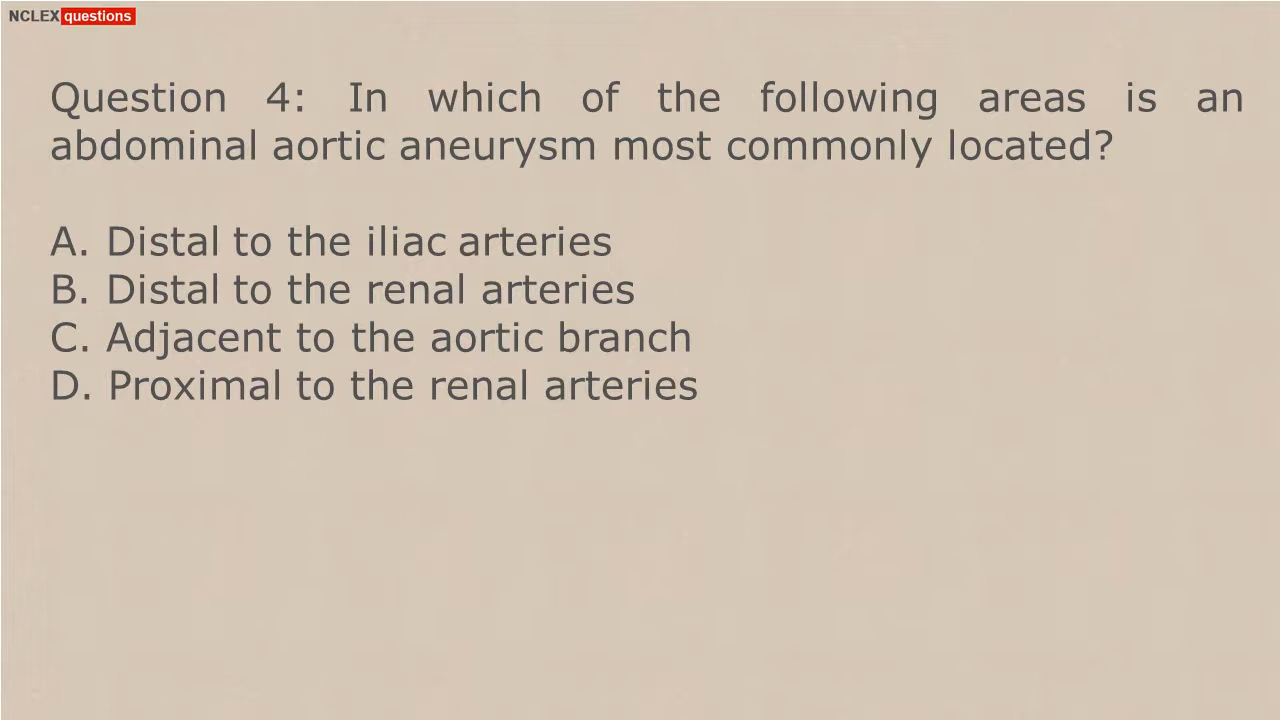 NCLEX questions
Question 4: In which of the following areas is an
abdominal aortic aneurysm most commonly located?
A. Distal to the iliac arteries
B. Distal to the renal arteries
C. Adjacent to the aortic branch
D. Proximal to the renal arteries